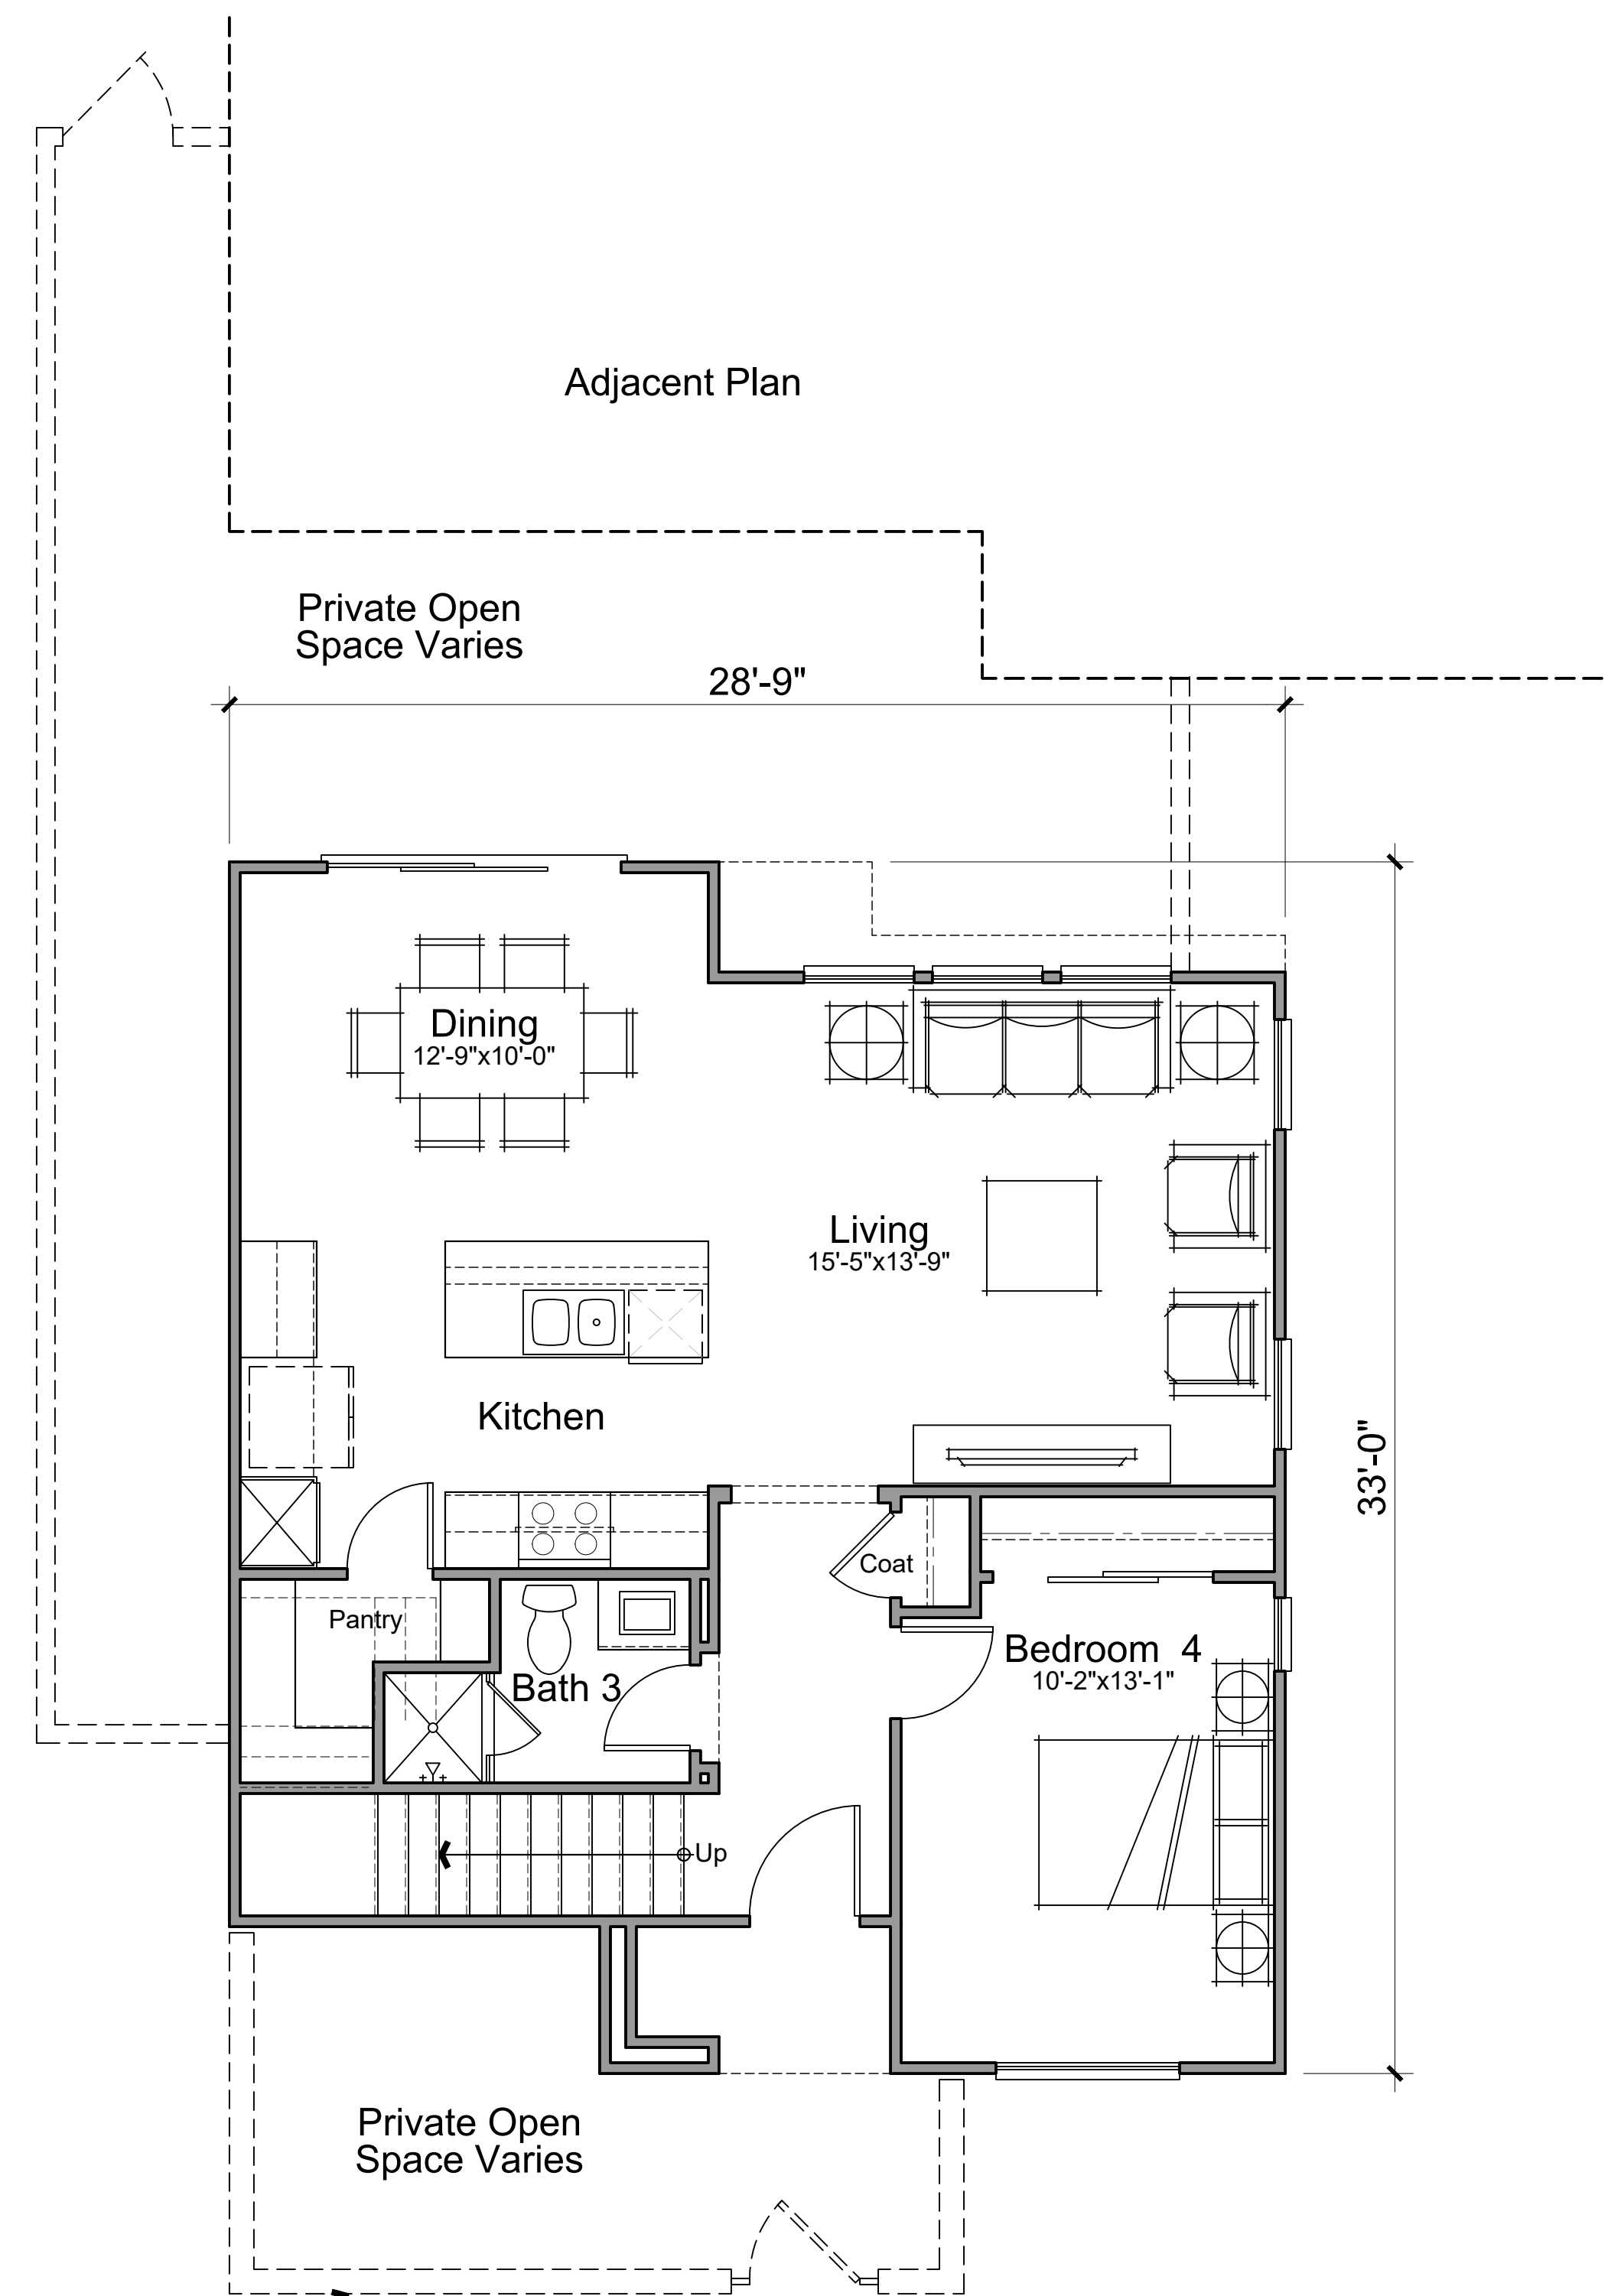 Adjacent Plan
Private Open
Space Varies
28'-9"
Dining
12'-9"x10'-0"
Living
15'-5"x13'-9"
Kitchen
33'-0"
Coat
Pantry
Bedroom 4
10'-2"x13'-1"
Bath 3
Up
Private Open
Space Varies